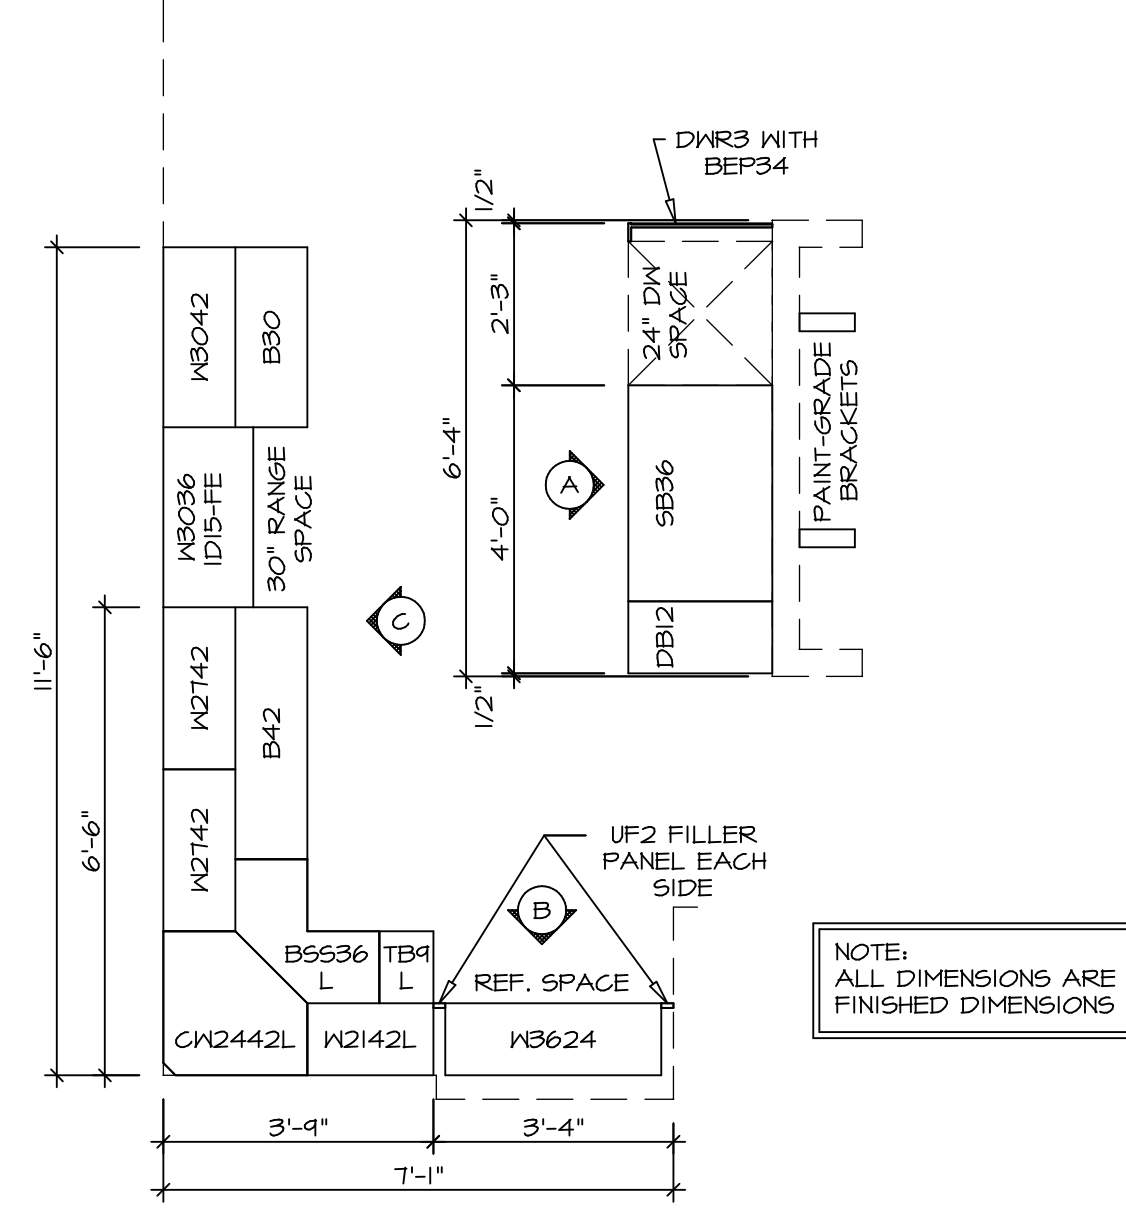 DWR3 WITH
BEP34
1/2"
2'-3"
24" DW
SPACE
W3042
B30
6'-4"
PAINT-GRADE
BRACKETS
W3036
1D15-FE
30" RANGE
SPACE
A
4'-0"
SB36
C
DB12
11'-6"
6'-6"
W2742
B42
1/2"
W2742
UF2 FILLER
PANEL EACH
SIDE
B
BSS36
L
TB9
L
REF. SPACE
NOTE:
ALL DIMENSIONS ARE
FINISHED DIMENSIONS
CW2442L
W2142L
W3624
3'-9"
3'-4"
7'-1"